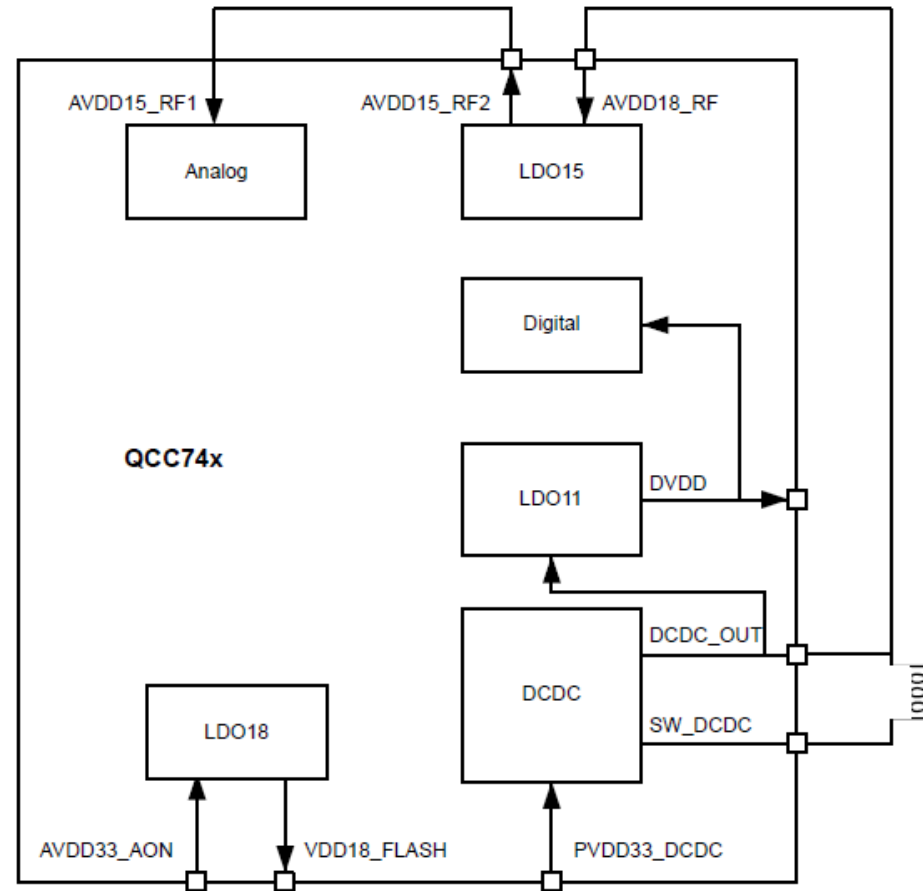 AVDD15_RF1
AVDD15_RF2
AVDD18_RF
Analog
LDO15
Digital
QCC74x
LDO11
DVDD
DCDC_OUT
DCDC
SW_DCDC
LDO18
AVDD33_AON
VDD18_FLASH
PVDD33_DCDC